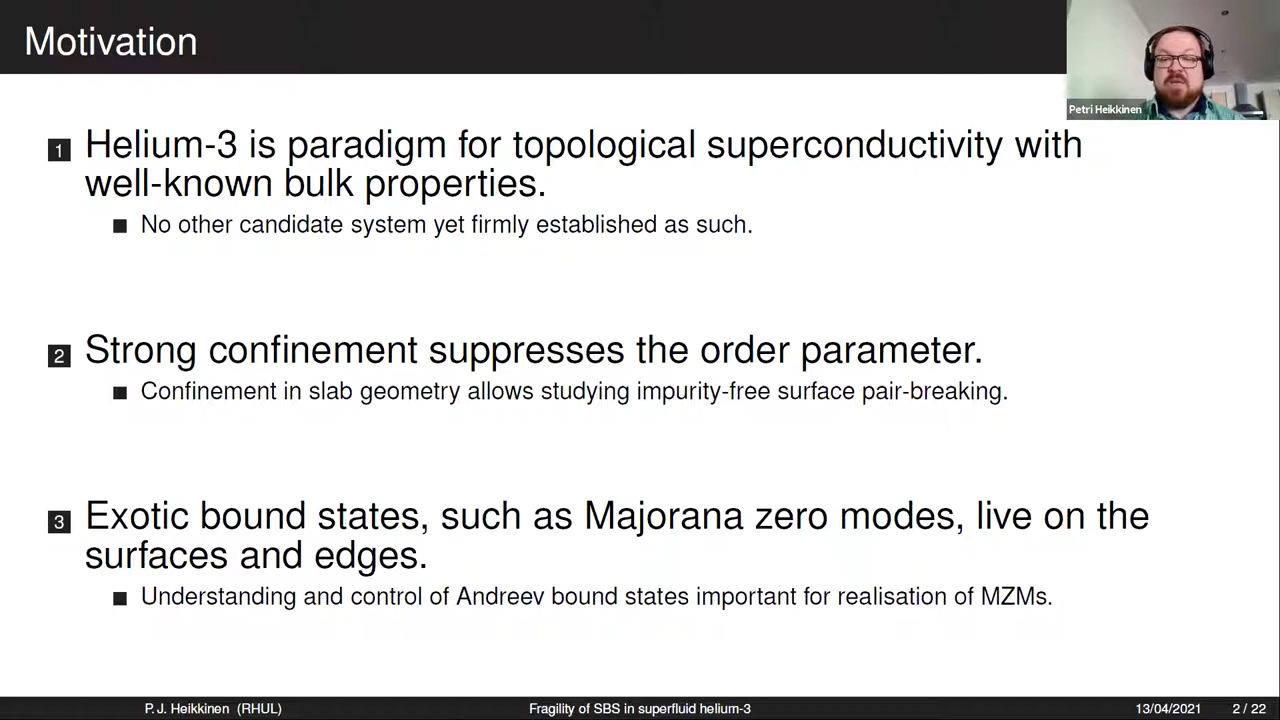 Motivation
Petri Heikkinen
1 Helium-3 is paradigm for topological superconductivity with
well-known bulk properties.
No other candidate system yet firmly established as such.
2 Strong confinement suppresses the order parameter.
Confinement in slab geometry allows studying impurity-free surface pair-breaking.
3 Exotic bound states, such as Majorana zero modes, live on the
surfaces and edges.
Understanding and control of Andreev bound states important for realisation of MZMs.
P. J. Heikkinen (RHUL) Fragility of SBS in superfluid helium-3 13/04/2021 2 / 22